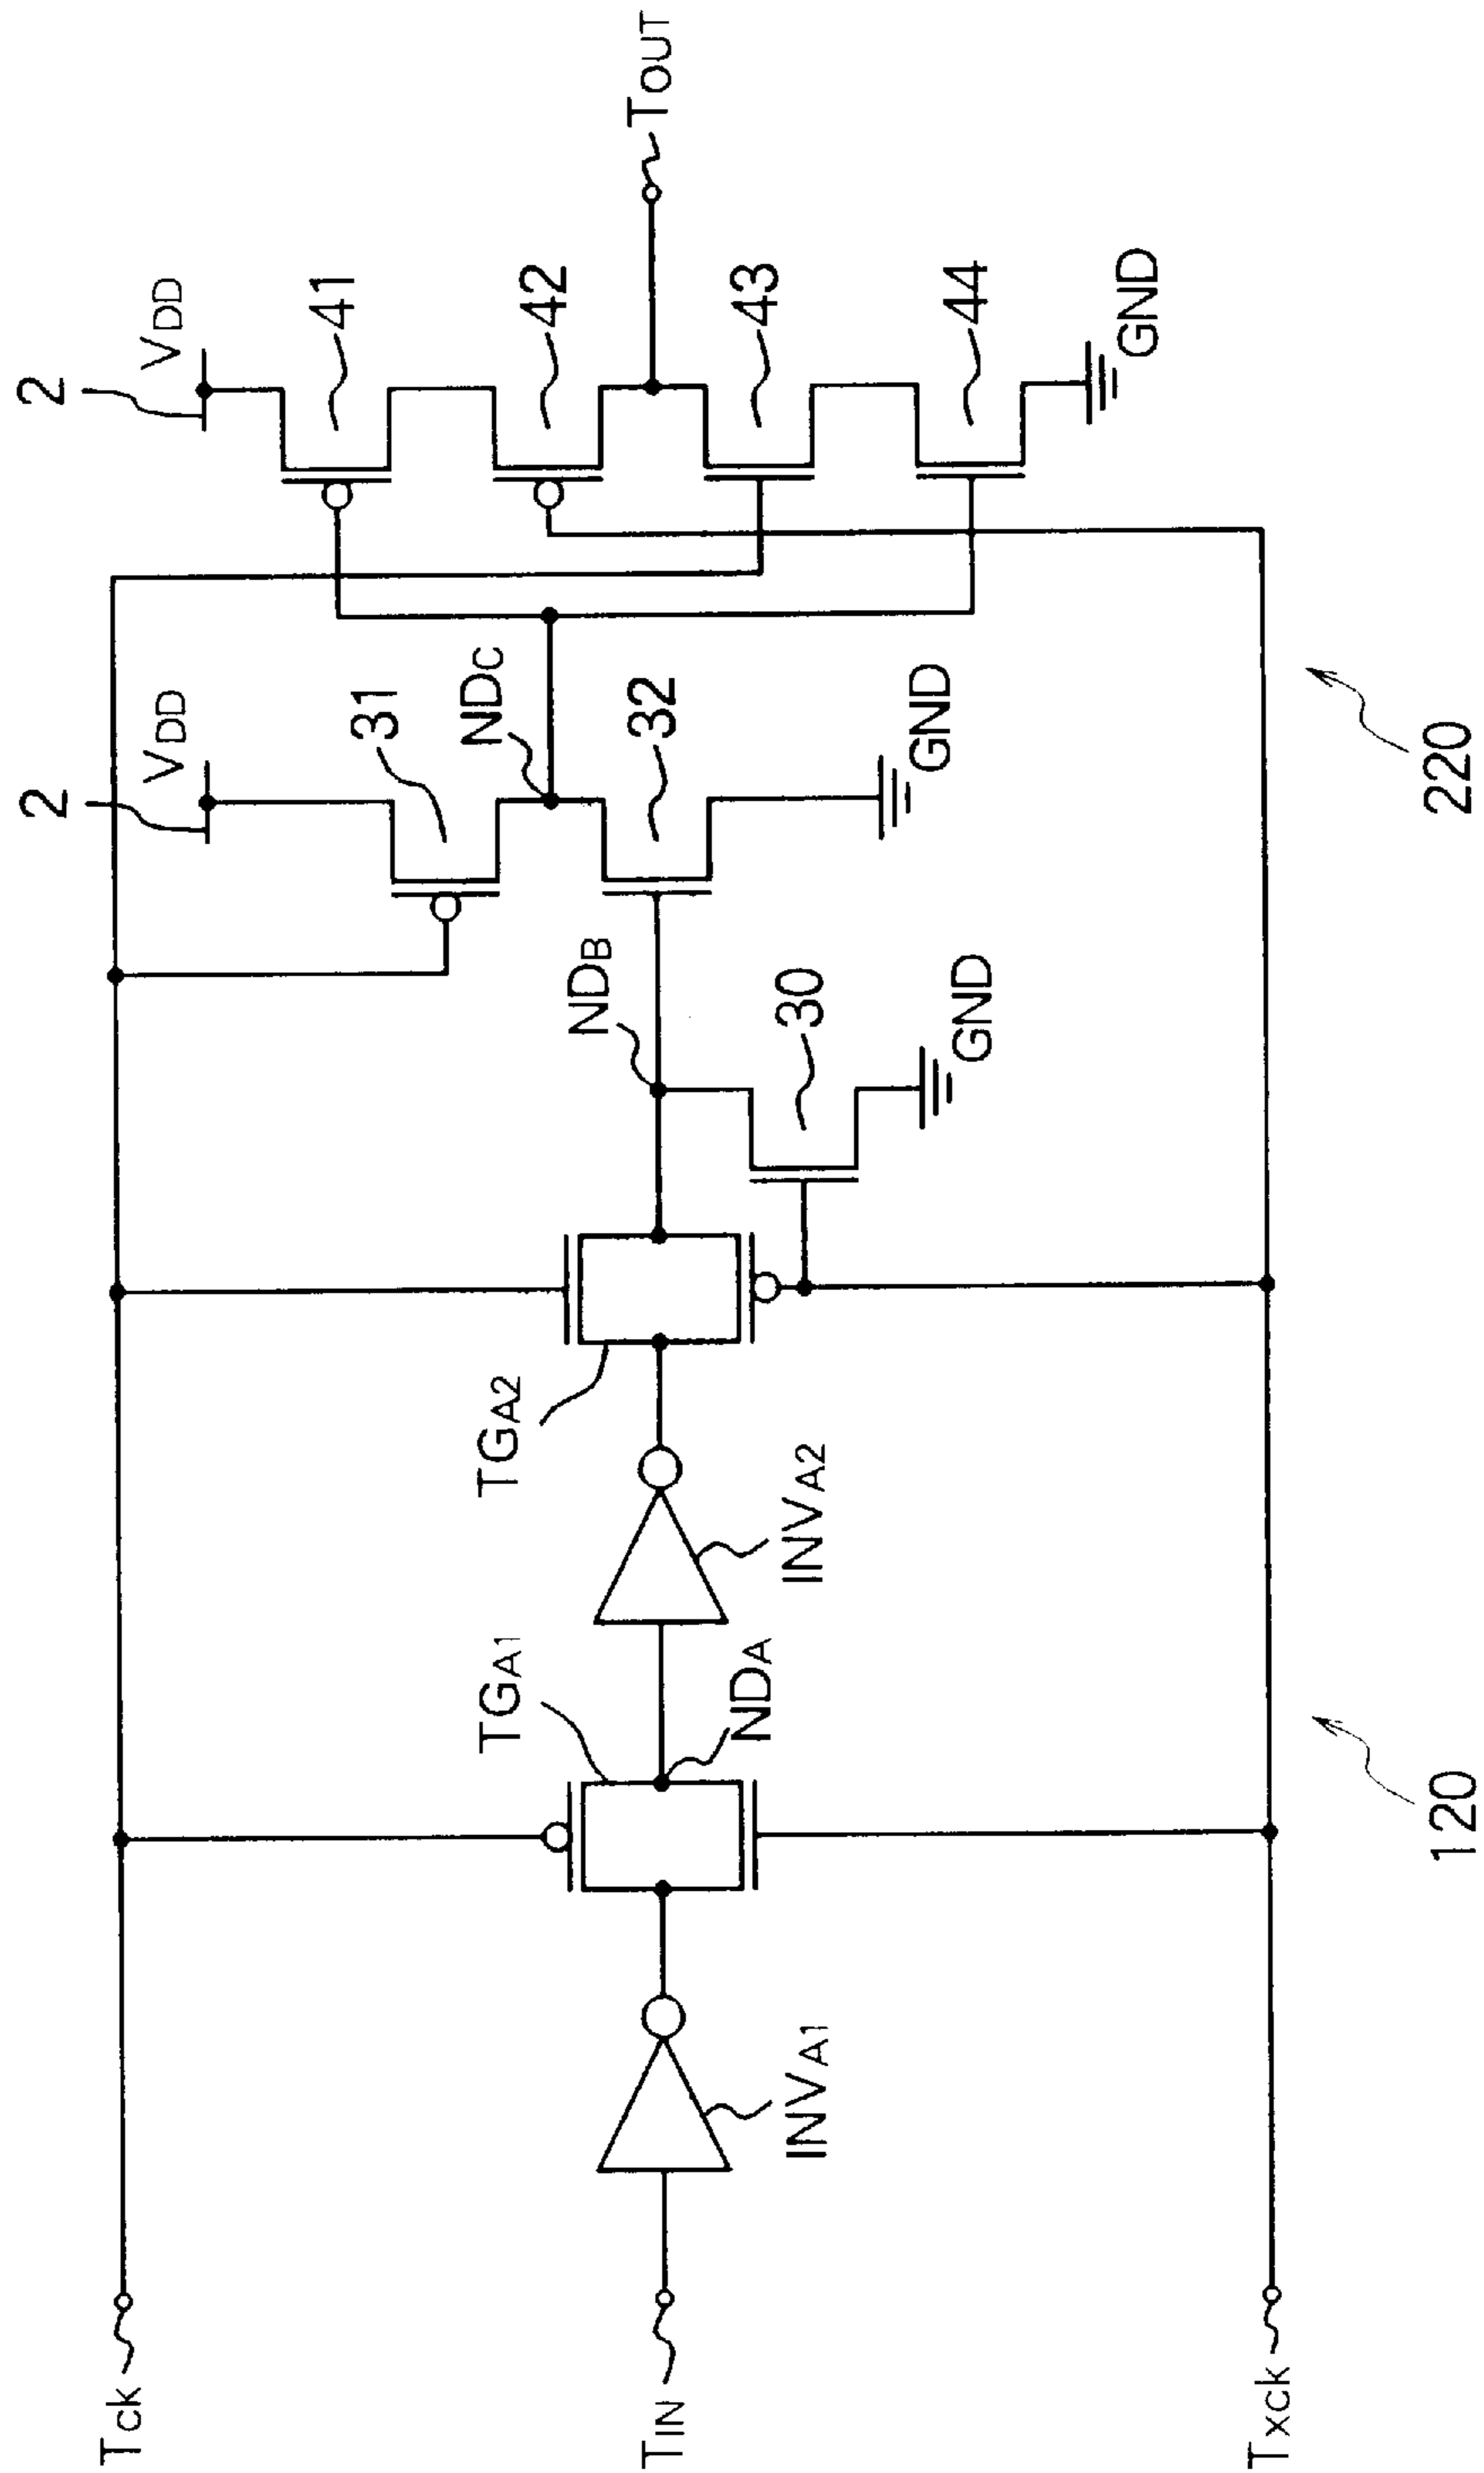 2
VDD
41
42
TOUT
43
44
GND
2
VDD
31
NDC
32
GND
NDB
30
GND
TGA2
INVA2
TGA1
NDA
INVA1
Tck
TIN
Txck
120
220